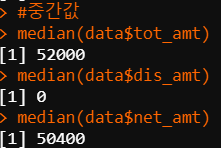 > #중간값
> median(data$tot_amt)
[1] 52000
> median(data$dis_amt)
[1] 0
> median(data$net_amt)
[1] 50400